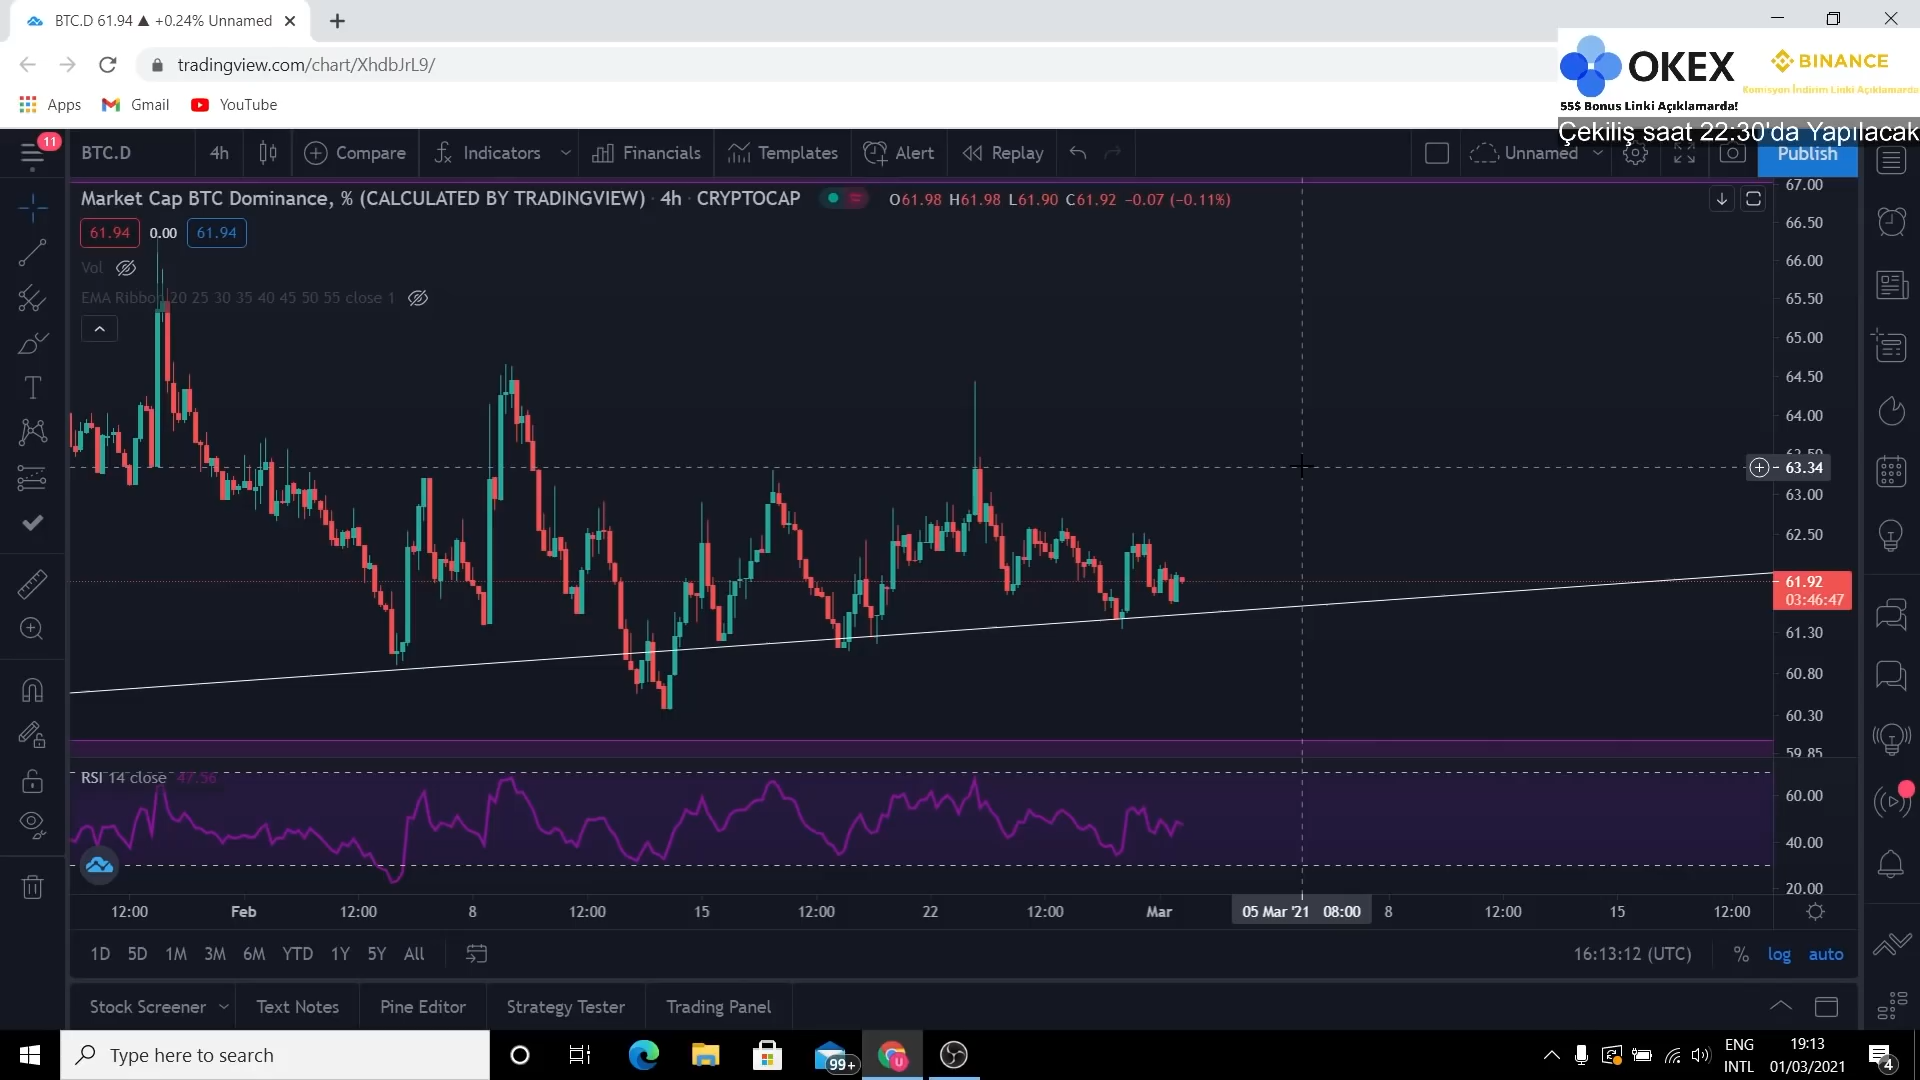 BTC.D 61.94 ▲ +0.24% Unnamed
tradingview.com/chart/XhdbJrL9/
Apps Gmail YouTube
OKEX
BINANCE
Komisyon İndirim Linki Açıklamarda
55$ Bonus Linki Açıklamarda!
Çekiliş saat 22:30'da Yapılacak
11
BTC.D 4h Compare Indicators Financials Templates Alert Replay Unnamed Publish
Market Cap BTC Dominance, % (CALCULATED BY TRADINGVIEW) · 4h · CRYPTOCAP
O61.98 H61.98 L61.90 C61.92 −0.07 (−0.11%)
61.94 0.00 61.94
Vol
EMA Ribbon 20 25 30 35 40 45 50 55 close 1
67.00
66.50
66.00
65.50
65.00
64.50
64.00
63.34
63.00
62.50
61.92
03:46:47
61.30
60.80
60.30
59.85
RSI 14 close 47.56
60.00
40.00
20.00
12:00 Feb 12:00 8 12:00 15 12:00 22 12:00 Mar 05 Mar '21 08:00 8 12:00 15 12:00
1D 5D 1M 3M 6M YTD 1Y 5Y All
16:13:12 (UTC) % log auto
Stock Screener Text Notes Pine Editor Strategy Tester Trading Panel
Type here to search
99+
U
ENG
INTL
19:13
01/03/2021
4